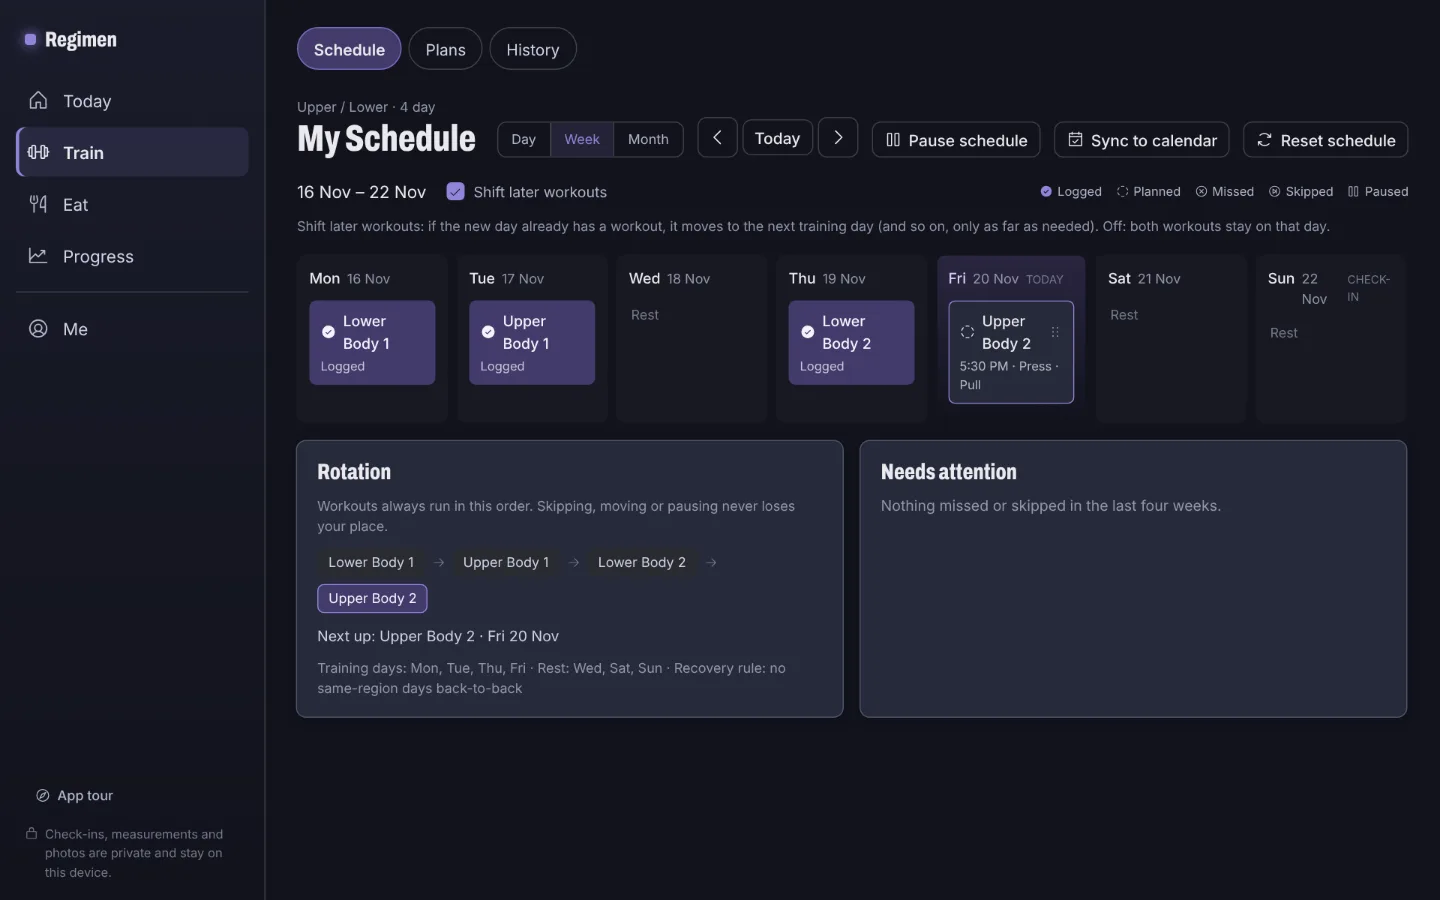 Regimen
Today
Train
Eat
Progress
Me
App tour
Check-ins, measurements and
photos are private and stay on
this device.
Schedule
Plans
History
Upper / Lower · 4 day
My Schedule
Day
Week
Month
Today
Pause schedule
Sync to calendar
Reset schedule
16 Nov – 22 Nov
Shift later workouts
Logged
Planned
Missed
Skipped
Paused
Shift later workouts: if the new day already has a workout, it moves to the next training day (and so on, only as far as needed). Off: both workouts stay on that day.
Mon 16 Nov
Lower
Body 1
Logged
Tue 17 Nov
Upper
Body 1
Logged
Wed 18 Nov
Rest
Thu 19 Nov
Lower
Body 2
Logged
Fri 20 Nov TODAY
Upper
Body 2
5:30 PM · Press ·
Pull
Sat 21 Nov
Rest
Sun 22
Nov
CHECK-
IN
Rest
Rotation
Workouts always run in this order. Skipping, moving or pausing never loses
your place.
Lower Body 1 → Upper Body 1 → Lower Body 2 →
Upper Body 2
Next up: Upper Body 2 · Fri 20 Nov
Training days: Mon, Tue, Thu, Fri · Rest: Wed, Sat, Sun · Recovery rule: no
same-region days back-to-back
Needs attention
Nothing missed or skipped in the last four weeks.